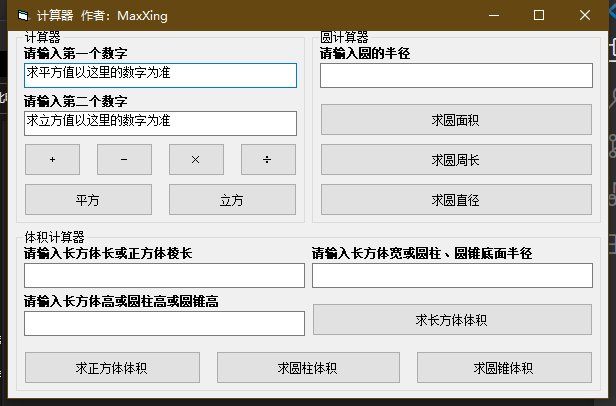 计算器 作者：MaxXing
计算器
请输入第一个数字
求平方值以这里的数字为准
请输入第二个数字
求立方值以这里的数字为准
+ − × ÷
平方 立方
圆计算器
请输入圆的半径
求圆面积
求圆周长
求圆直径
体积计算器
请输入长方体长或正方体棱长
请输入长方体宽或圆柱、圆锥底面半径
请输入长方体高或圆柱高或圆锥高
求长方体体积
求正方体体积 求圆柱体积 求圆锥体积